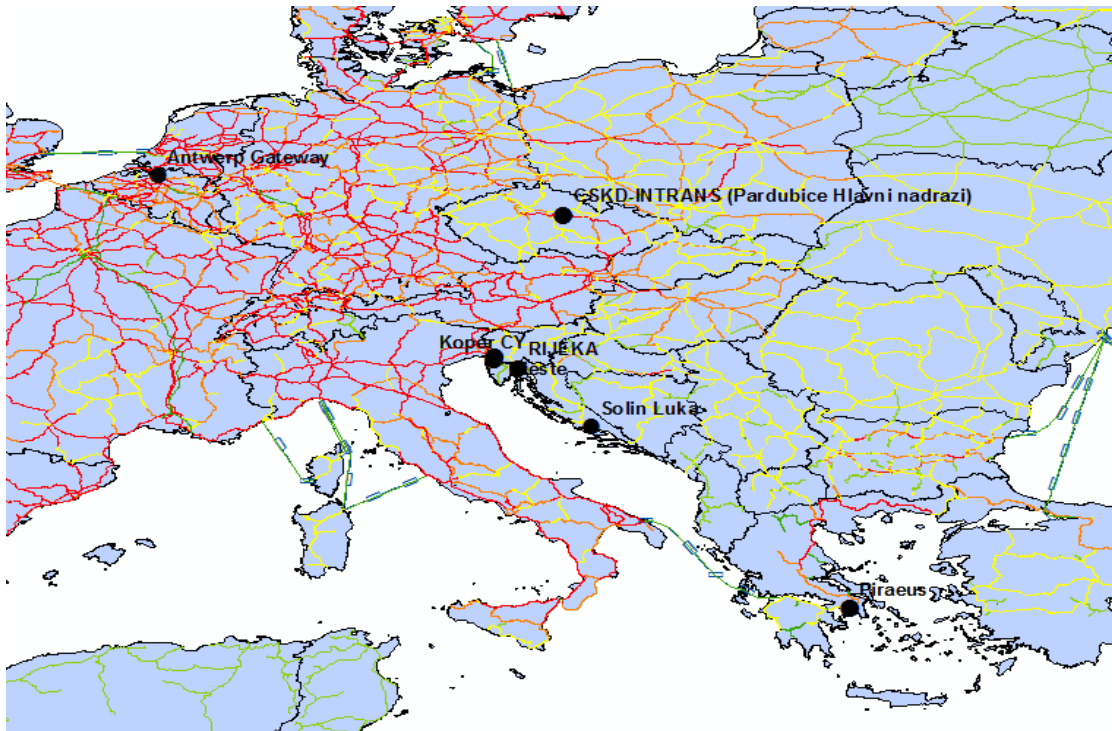 Antwerp Gateway
CSKD-INTRANS (Pardubice Hlavni nadrazi)
Koper CY
RIJEKA
Solin Luka
Piraeus